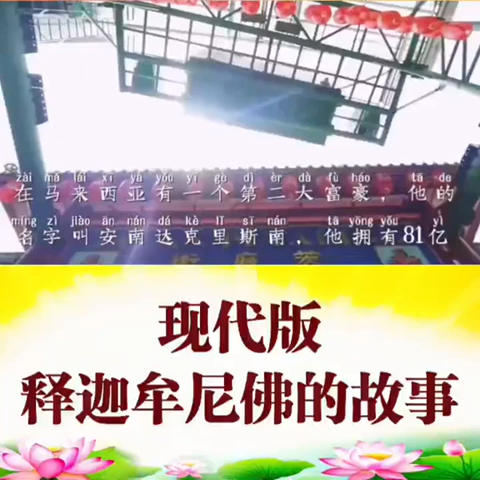 zài mǎ lái xī yà yǒu yí gè dì èr dà fù háo tā de
在马来西亚有一个第二大富豪，他的
míng zì jiào ān nán dá kè lǐ sī nán tā yōng yǒu yì
名字叫安南达克里斯南，他拥有81亿
现代版
释迦牟尼佛的故事